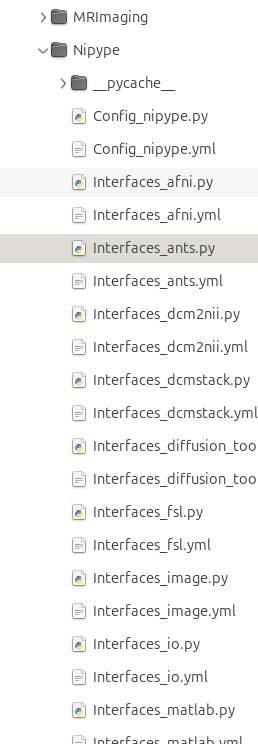 MRImaging
Nipype
__pycache__
Config_nipype.py
Config_nipype.yml
Interfaces_afni.py
Interfaces_afni.yml
Interfaces_ants.py
Interfaces_ants.yml
Interfaces_dcm2nii.py
Interfaces_dcm2nii.yml
Interfaces_dcmstack.py
Interfaces_dcmstack.yml
Interfaces_diffusion_too
Interfaces_diffusion_too
Interfaces_fsl.py
Interfaces_fsl.yml
Interfaces_image.py
Interfaces_image.yml
Interfaces_io.py
Interfaces_io.yml
Interfaces_matlab.py
Interfaces_matlab.yml